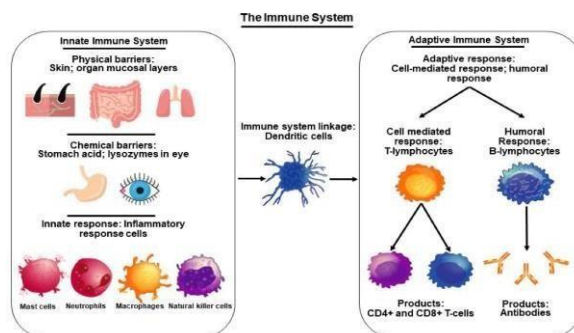 The Immune System
Innate Immune System
Physical barriers:
Skin; organ mucosal layers
Chemical barriers:
Stomach acid; lysozymes in eye
Innate response: Inflammatory
response cells
Mast cells
Neutrophils
Macrophages
Natural killer cells
Immune system linkage:
Dendritic cells
Adaptive Immune System
Adaptive response:
Cell-mediated response; humoral
response
Cell mediated
response:
T-lymphocytes
Humoral
Response:
B-lymphocytes
Products:
CD4+ and CD8+ T-cells
Products:
Antibodies